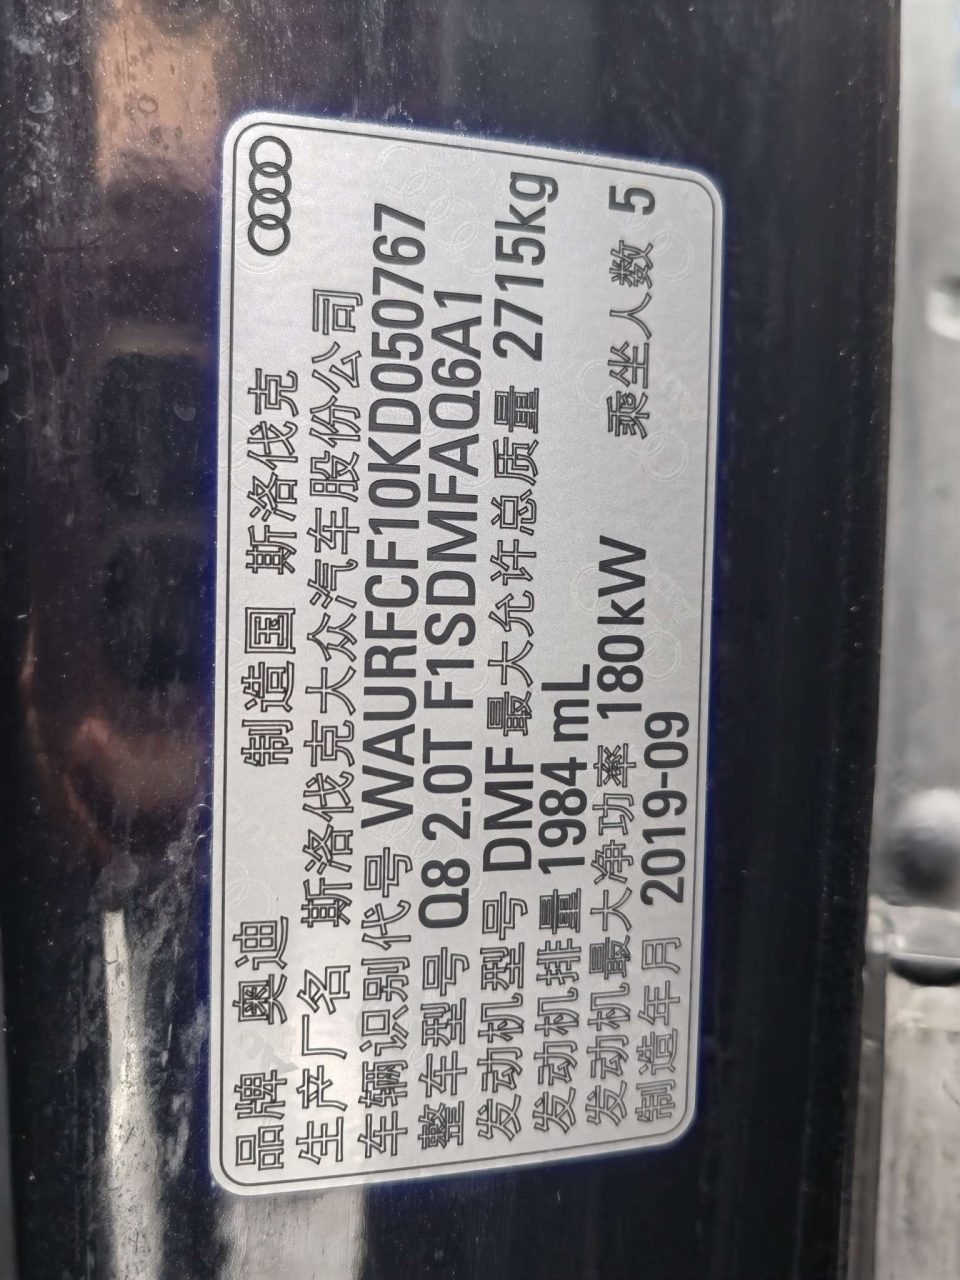 品牌 奥迪 制造国 斯洛伐克
生产厂名 斯洛伐克大众汽车股份公司
车辆识别代号 WAURFCF10KD050767
整车型号 Q8 2.0T F1SDMFAQ6A1
发动机型号 DMF 最大允许总质量 2715kg
发动机排量 1984 mL
发动机最大净功率 180kW 乘坐人数 5
制造年月 2019-09